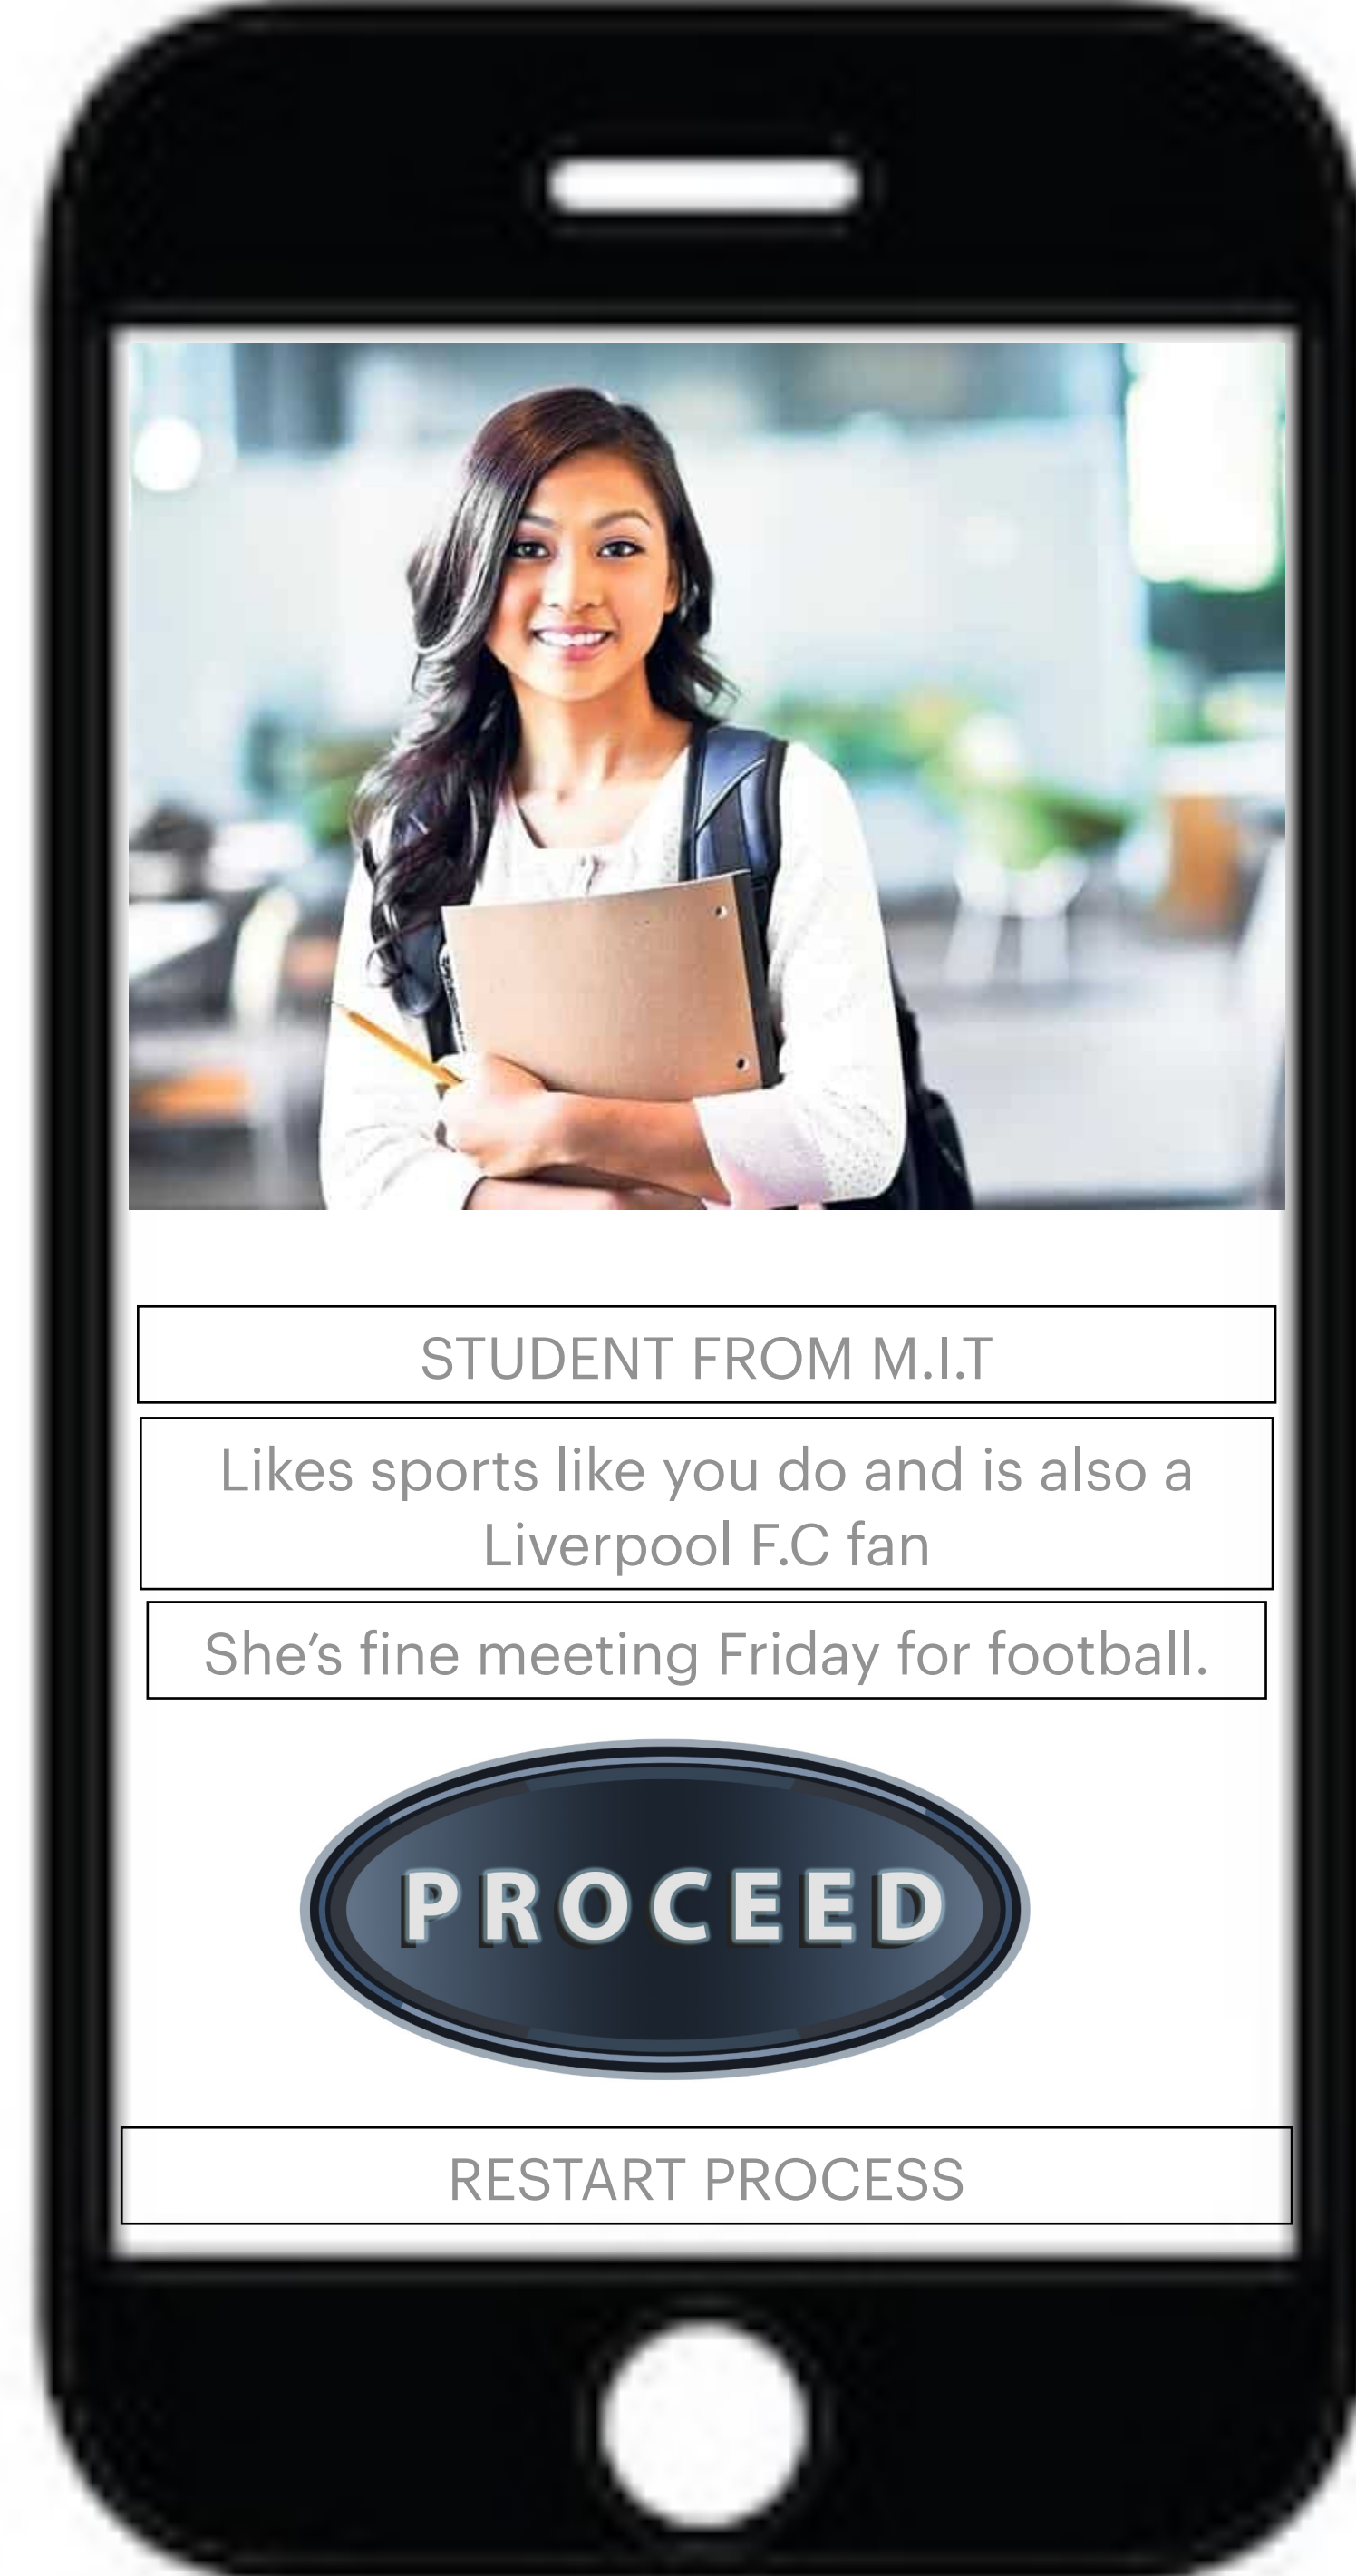 STUDENT FROM M.I.T
Likes sports like you do and is also a
Liverpool F.C fan
She’s fine meeting Friday for football.
PROCEED
RESTART PROCESS